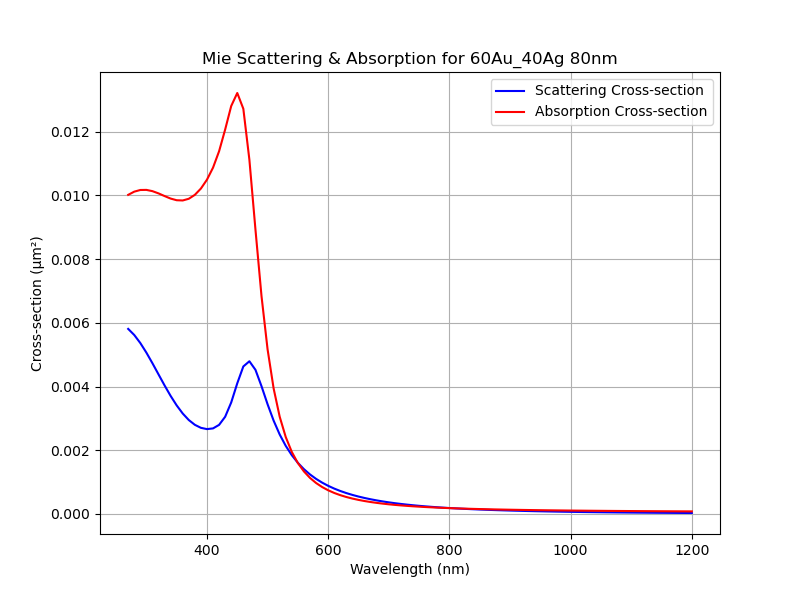 Mie Scattering & Absorption for 60Au_40Ag 80nm
Scattering Cross-section
Absorption Cross-section
Cross-section (μm²)
0.012
0.010
0.008
0.006
0.004
0.002
0.000
400 600 800 1000 1200
Wavelength (nm)